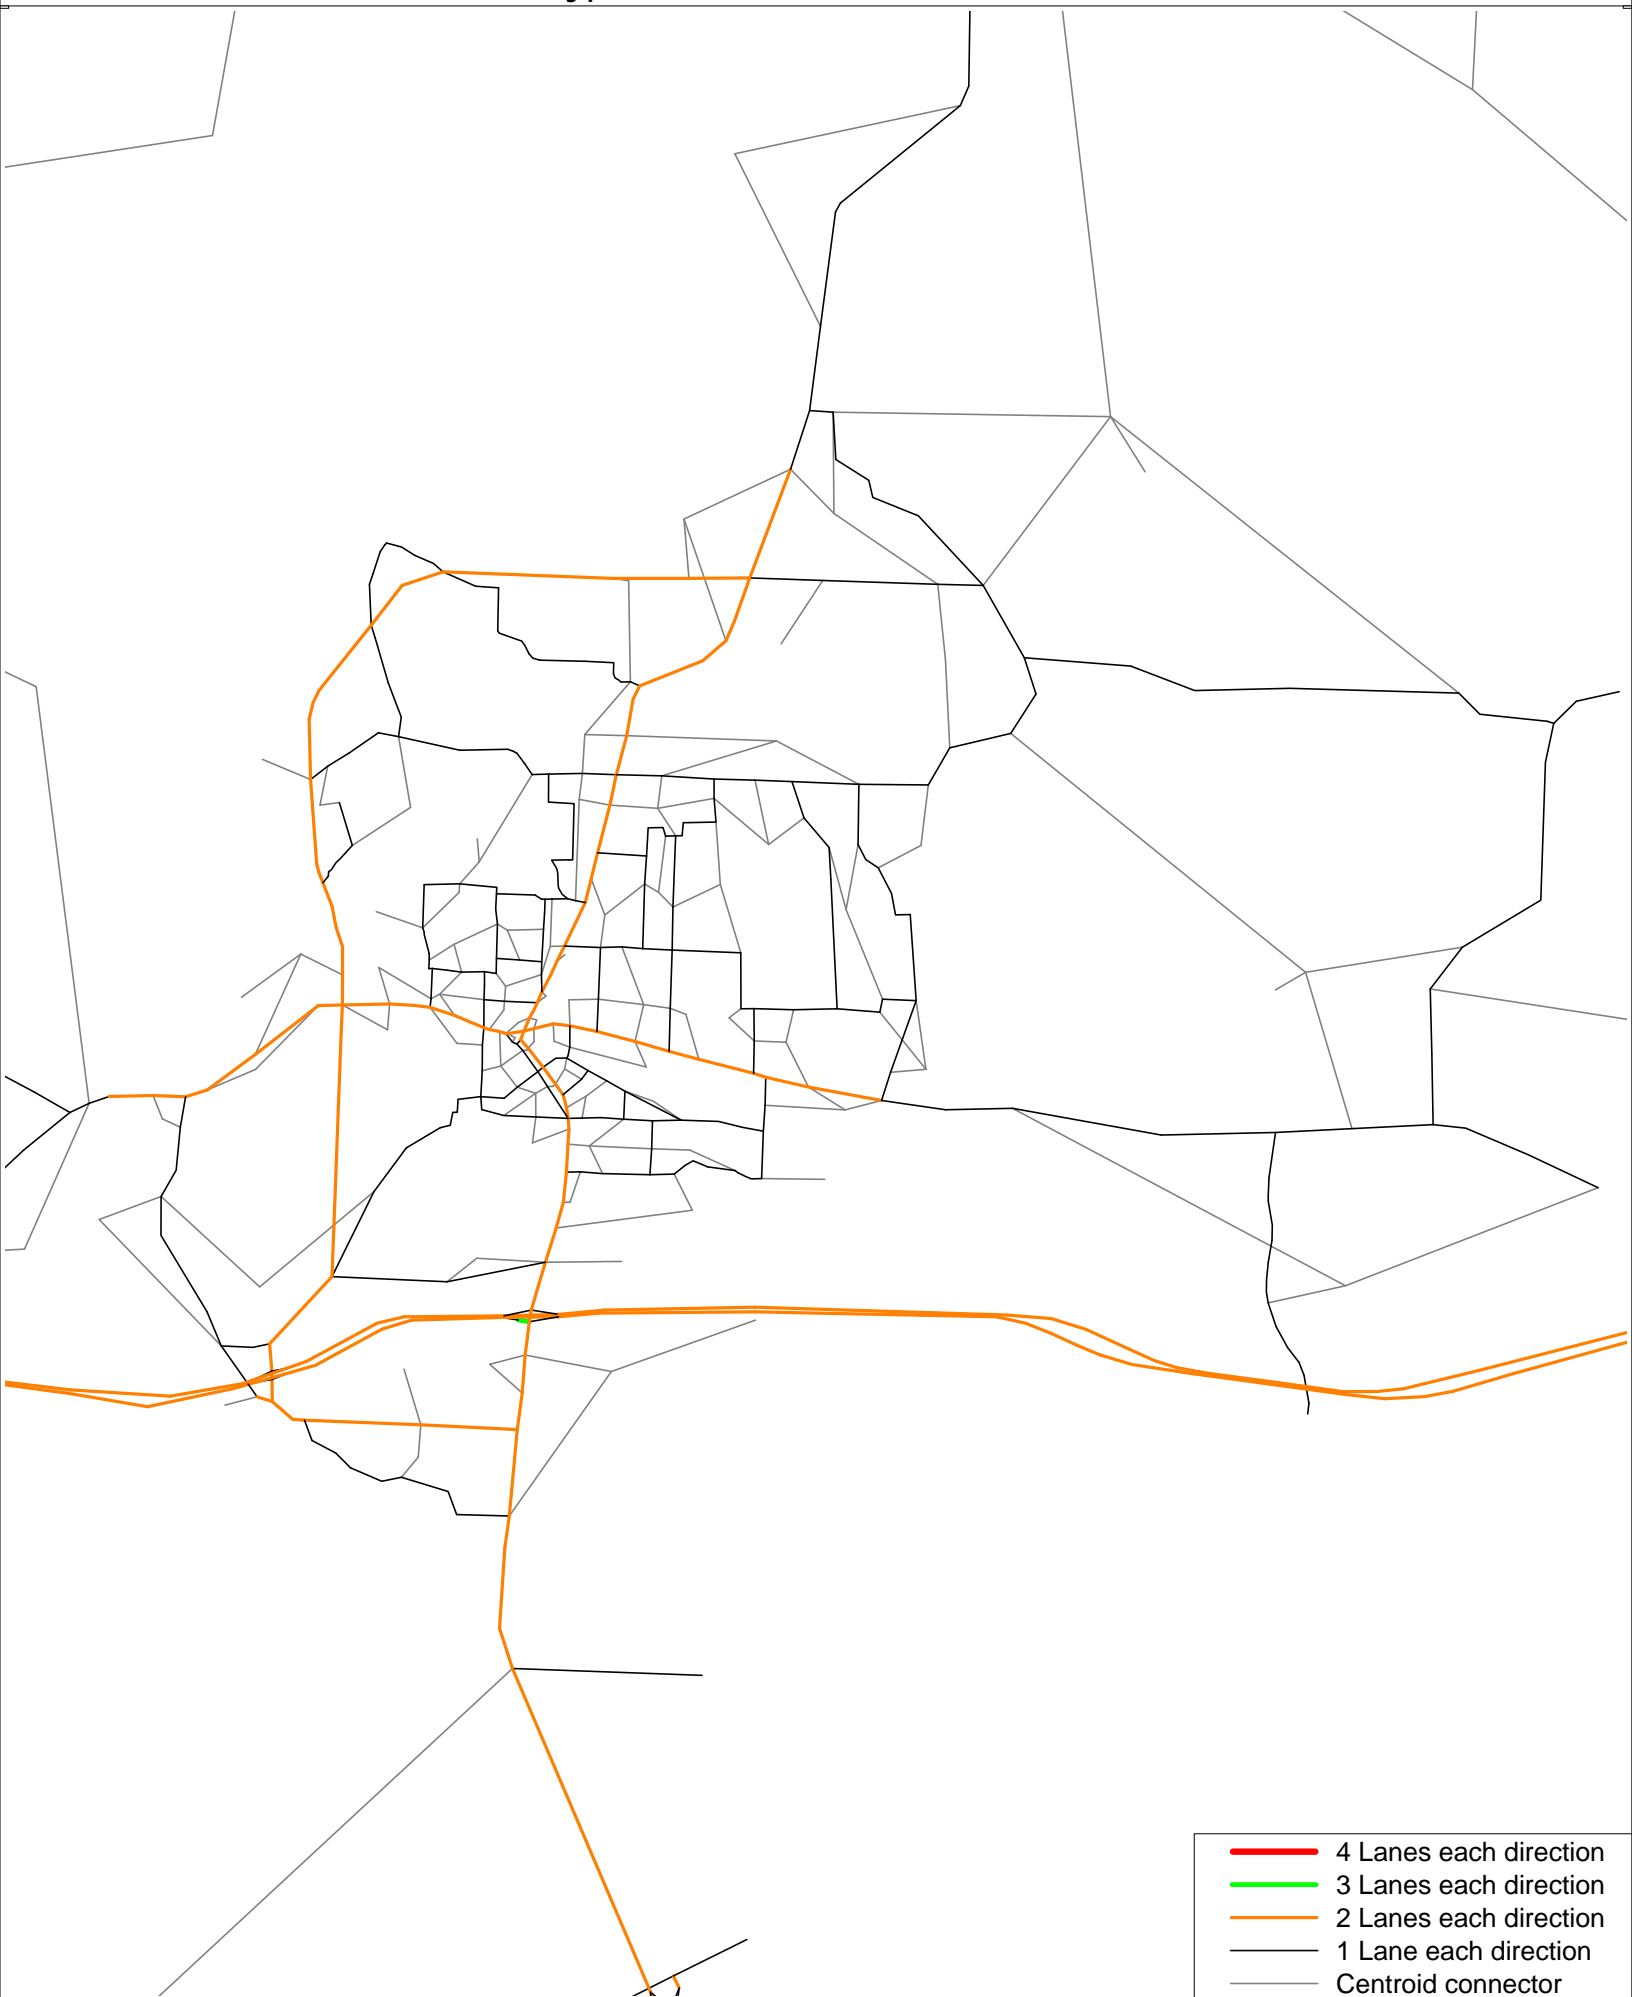 4 Lanes each direction
3 Lanes each direction
2 Lanes each direction
1 Lane each direction
Centroid connector